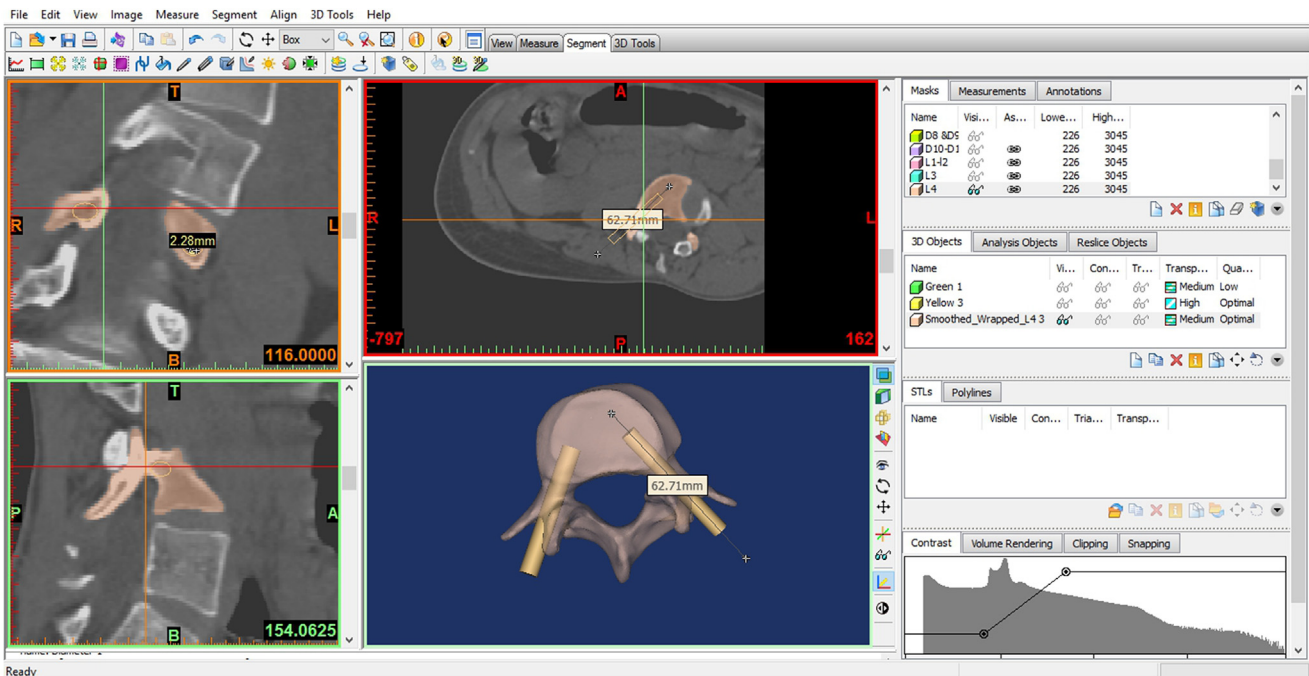 File Edit View Image Measure Segment Align 3D Tools Help
Box View Measure Segment 3D Tools
T
R
L
2.28mm
B
116.0000
A
R
L
62.71mm
-797
P
162
T
P
A
B
154.0625
62.71mm
Masks Measurements Annotations
Name Visi... As... Lowe... High...
D8 &D9 226 3045
D10-D1 226 3045
L1-l2 226 3045
L3 226 3045
L4 226 3045
3D Objects Analysis Objects Reslice Objects
Name Vi... Con... Tr... Transp... Qua...
Green 1 Medium Low
Yellow 3 High Optimal
Smoothed_Wrapped_L4 3 Medium Optimal
STLs Polylines
Name Visible Con... Tria... Transp...
Contrast Volume Rendering Clipping Snapping
Ready